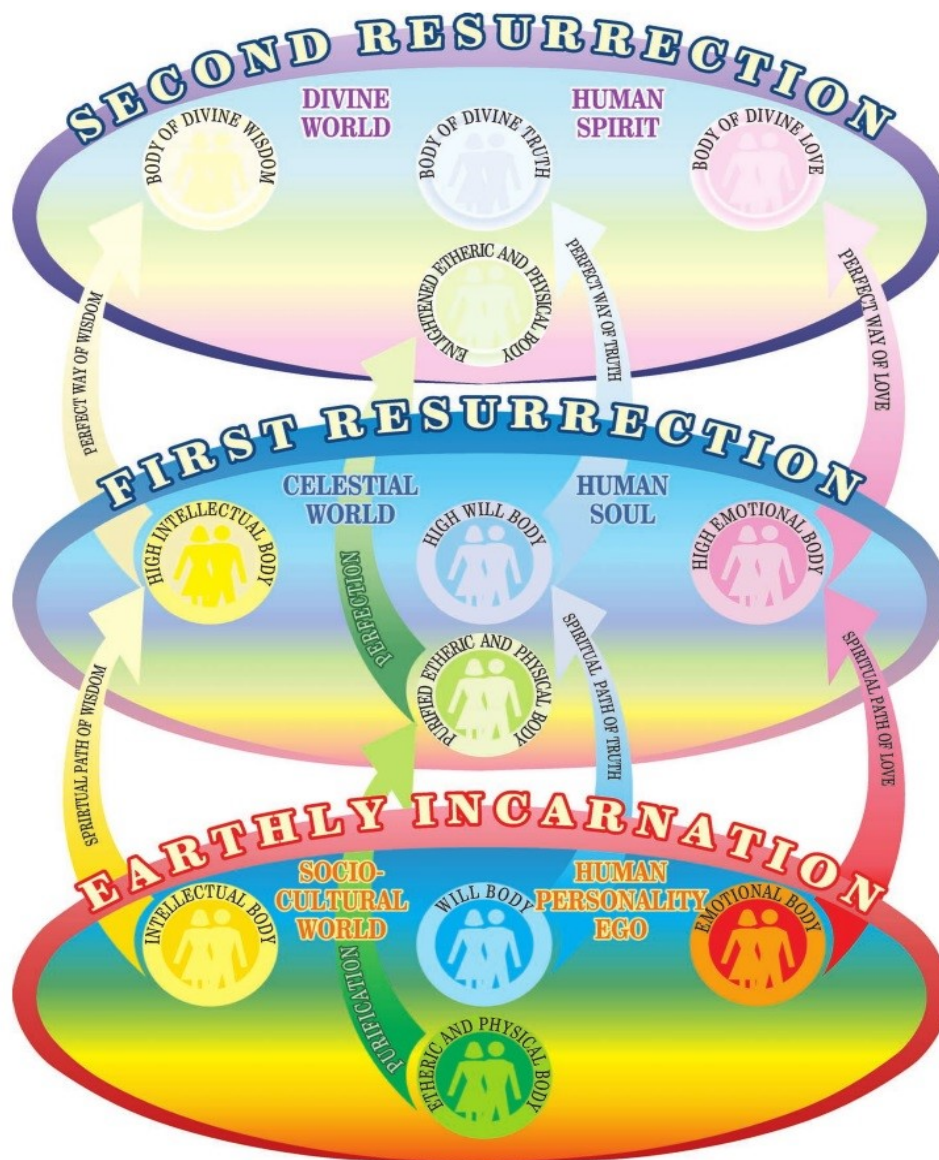 SECOND RESURRECTION
DIVINE
WORLD
HUMAN
SPIRIT
BODY OF DIVINE WISDOM
BODY OF DIVINE TRUTH
BODY OF DIVINE LOVE
ENLIGHTENED ETHERIC AND PHYSICAL BODY
PERFECT WAY OF WISDOM
PERFECT WAY OF TRUTH
PERFECT WAY OF LOVE
FIRST RESURRECTION
CELESTIAL
WORLD
HUMAN
SOUL
HIGH INTELLECTUAL BODY
HIGH WILL BODY
HIGH EMOTIONAL BODY
PERFECTION
PURIFIED ETHERIC AND PHYSICAL BODY
SPRIRITUAL PATH OF WISDOM
SPIRITUAL PATH OF TRUTH
SPIRITUAL PATH OF LOVE
EARTHLY INCARNATION
SOCIO-
CULTURAL
WORLD
HUMAN
PERSONALITY
EGO
INTELLECTUAL BODY
WILL BODY
EMOTIONAL BODY
PURIFICATION
ETHERIC AND PHYSICAL BODY